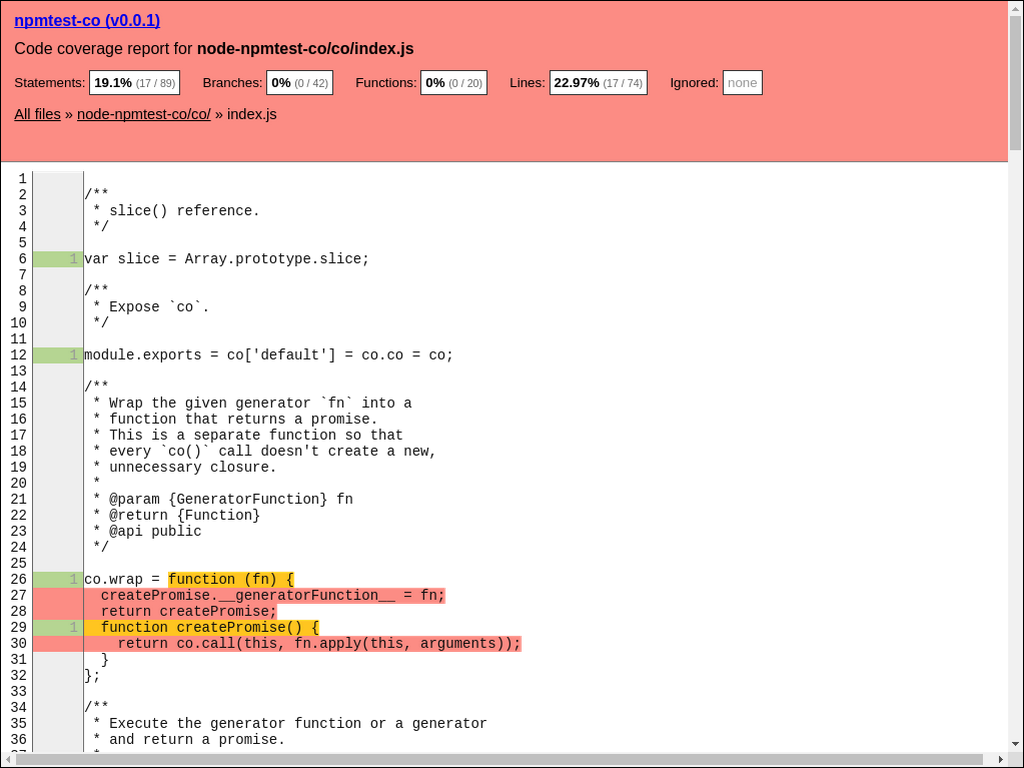 npmtest-co (v0.0.1)
Code coverage report for node-npmtest-co/co/index.js
Statements: 19.1% (17 / 89) Branches: 0% (0 / 42) Functions: 0% (0 / 20) Lines: 22.97% (17 / 74) Ignored: none
All files » node-npmtest-co/co/ » index.js
1
2 /**
3  * slice() reference.
4  */
5
6 1 var slice = Array.prototype.slice;
7
8 /**
9  * Expose `co`.
10  */
11
12 1 module.exports = co['default'] = co.co = co;
13
14 /**
15  * Wrap the given generator `fn` into a
16  * function that returns a promise.
17  * This is a separate function so that
18  * every `co()` call doesn't create a new,
19  * unnecessary closure.
20  *
21  * @param {GeneratorFunction} fn
22  * @return {Function}
23  * @api public
24  */
25
26 1 co.wrap = function (fn) {
27   createPromise.__generatorFunction__ = fn;
28   return createPromise;
29 1   function createPromise() {
30     return co.call(this, fn.apply(this, arguments));
31   }
32 };
33
34 /**
35  * Execute the generator function or a generator
36  * and return a promise.